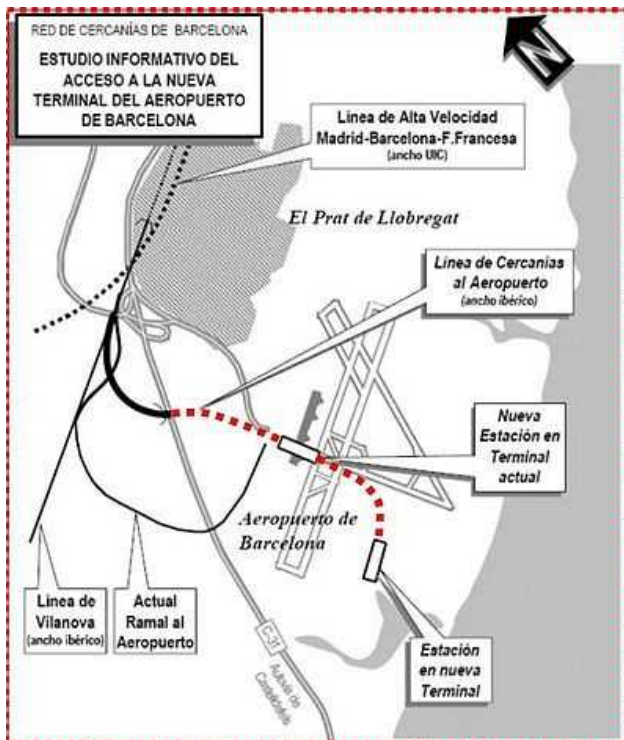 RED DE CERCANÍAS DE BARCELONA
ESTUDIO INFORMATIVO DEL
ACCESO A LA NUEVA
TERMINAL DEL AEROPUERTO
DE BARCELONA
N
Línea de Alta Velocidad
Madrid-Barcelona-F.Francesa
(ancho UIC)
El Prat de Llobregat
Línea de Cercanías
al Aeropuerto
(ancho ibérico)
Nueva
Estación en
Terminal
actual
Aeropuerto de
Barcelona
Línea de
Vilanova
(ancho ibérico)
Actual
Ramal al
Aeropuerto
C-31
Autovía de
Castelldefels
Estación
en nueva
Terminal